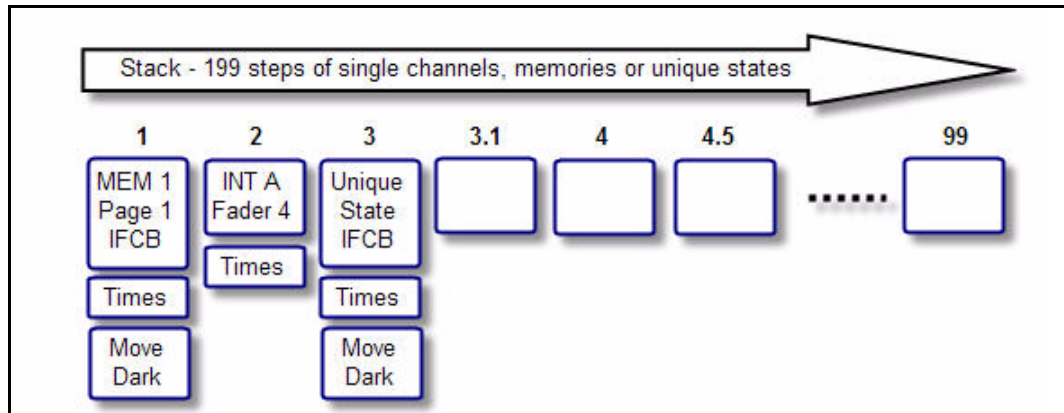 Stack - 199 steps of single channels, memories or unique states
1 2 3 3.1 4 4.5 99
MEM 1
Page 1
IFCB
Times
Move
Dark
INT A
Fader 4
Times
Unique
State
IFCB
Times
Move
Dark